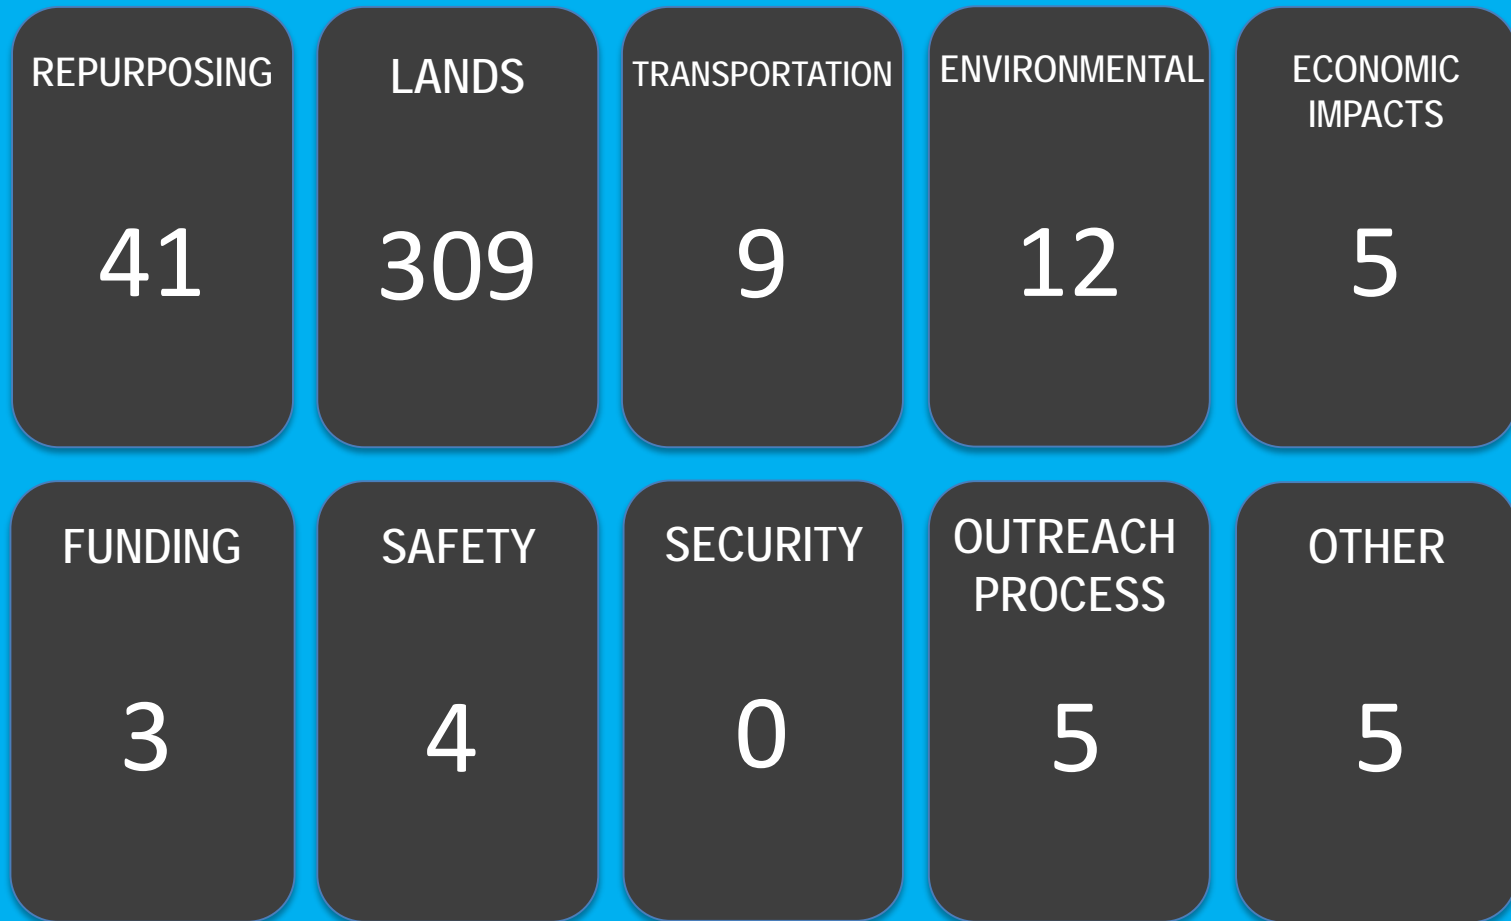 REPURPOSING
41
LANDS
309
TRANSPORTATION
9
ENVIRONMENTAL
12
ECONOMIC
IMPACTS
5
FUNDING
3
SAFETY
4
SECURITY
0
OUTREACH
PROCESS
5
OTHER
5